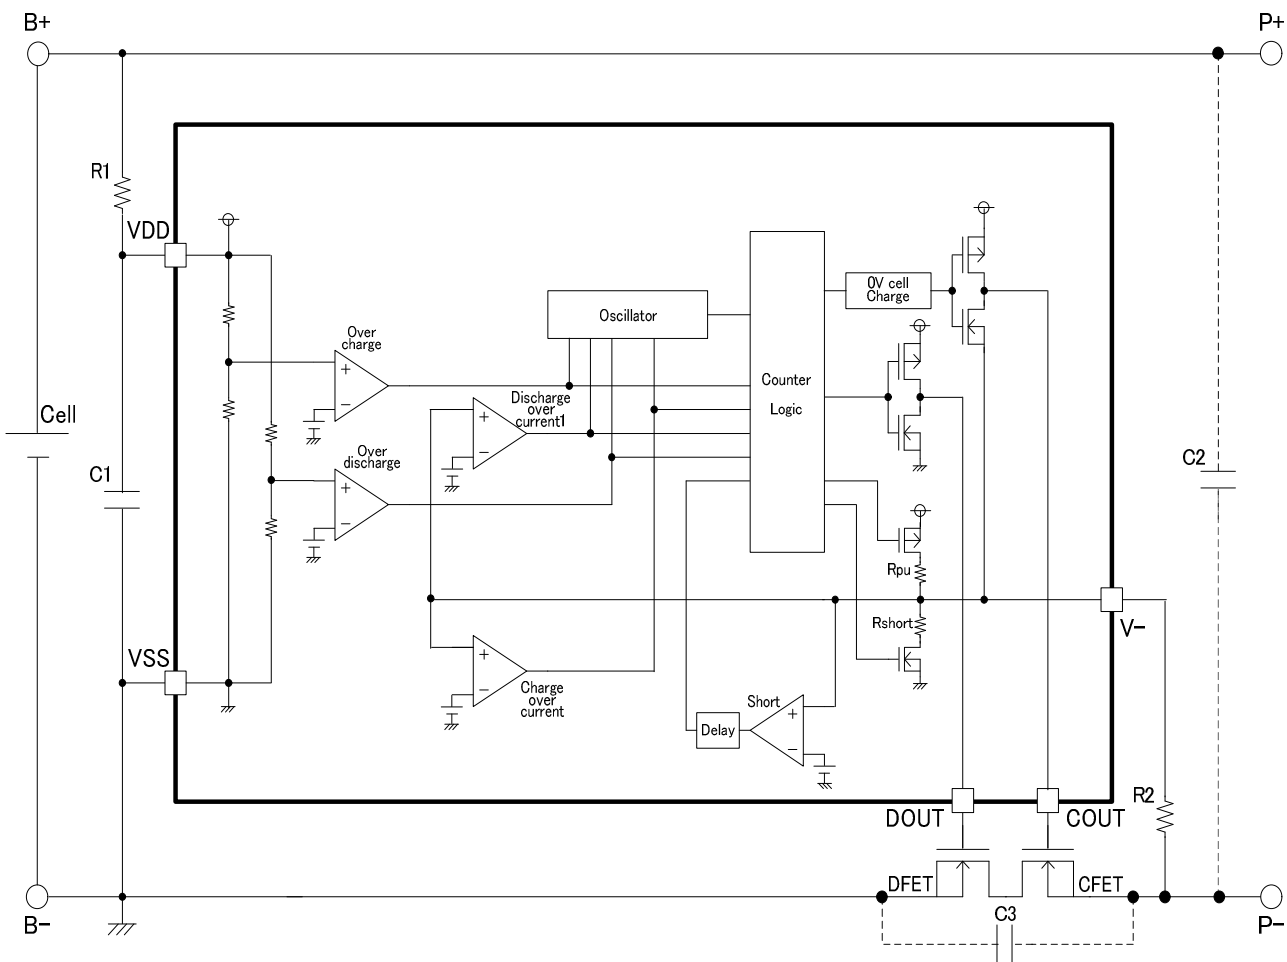 B+
P+
R1
VDD
0V cell
Charge
Oscillator
Over
charge
Counter
Logic
Discharge
over
current1
Cell
Over
discharge
C1
C2
Rpu
Rshort
V-
VSS
Charge
over
current
Short
Delay
R2
DOUT
COUT
DFET
CFET
C3
B-
P-
+
−
+
−
+
−
+
−
+
−